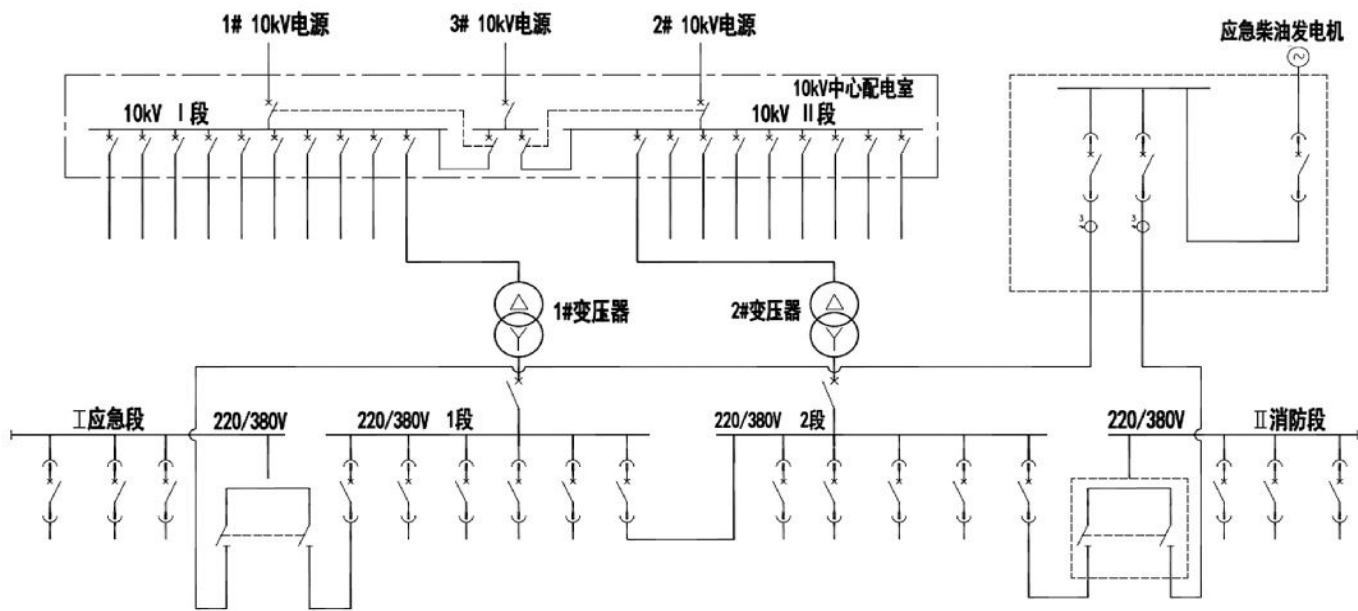 1# 10kV电源
3# 10kV电源
2# 10kV电源
应急柴油发电机
10kV中心配电室
10kV Ⅰ段
10kV Ⅱ段
1#变压器
2#变压器
Ⅰ应急段
220/380V
220/380V 1段
220/380V 2段
220/380V
Ⅱ消防段